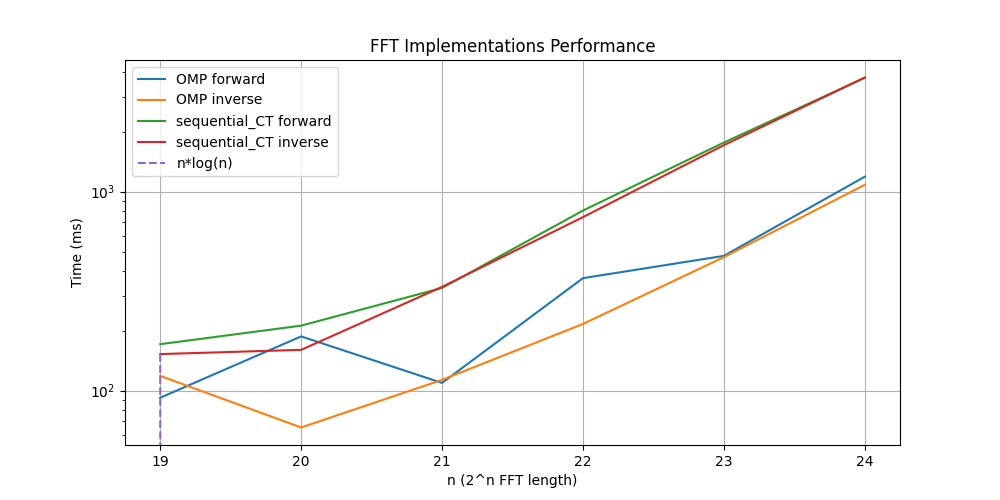 FFT Implementations Performance
OMP forward
OMP inverse
sequential_CT forward
sequential_CT inverse
n*log(n)
Time (ms)
10^3
10^2
19 20 21 22 23 24
n (2^n FFT length)